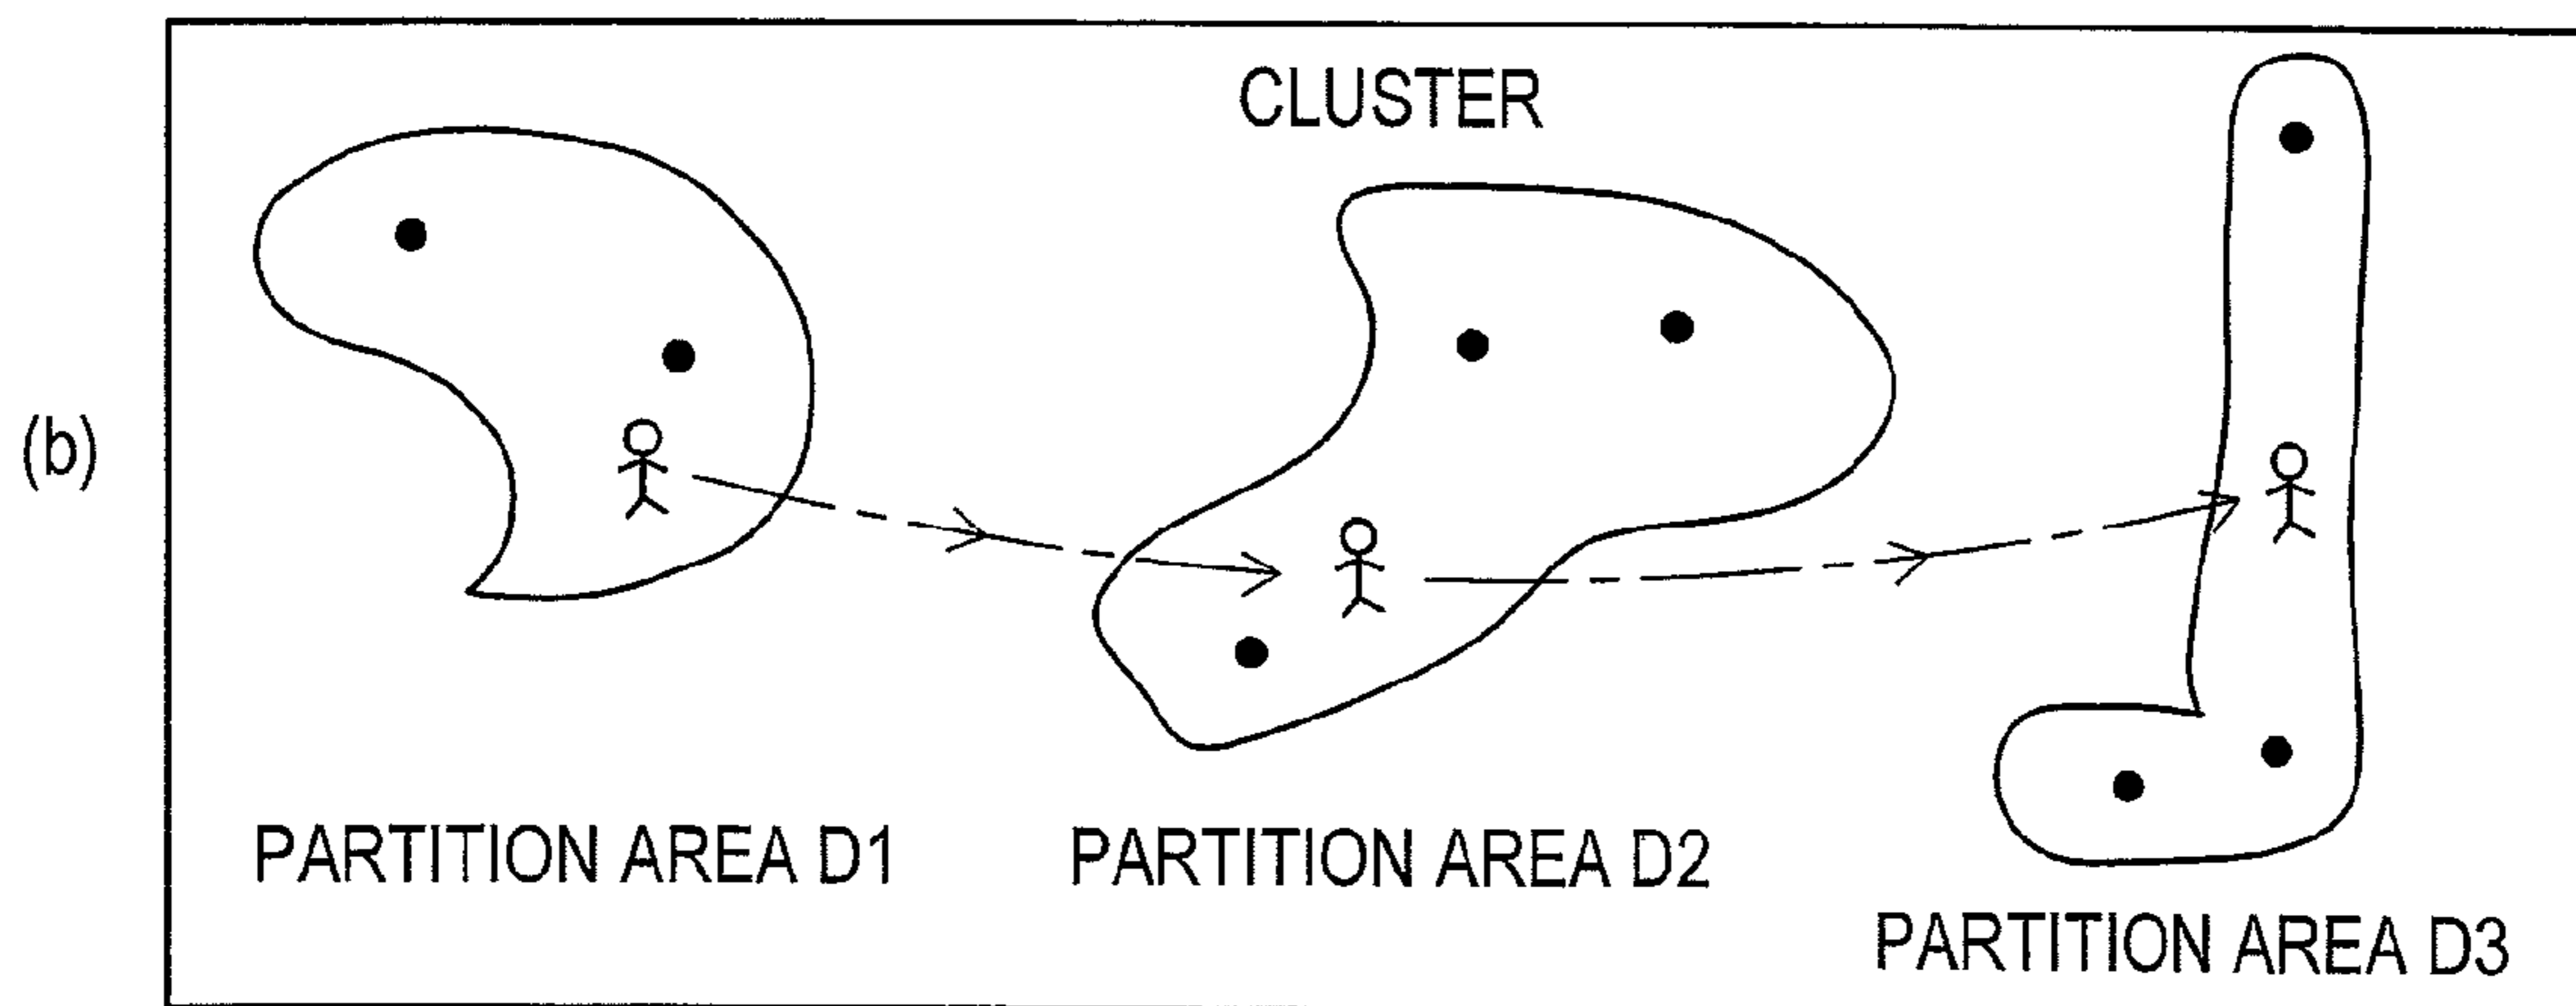 (b)
CLUSTER
PARTITION AREA D1
PARTITION AREA D2
PARTITION AREA D3